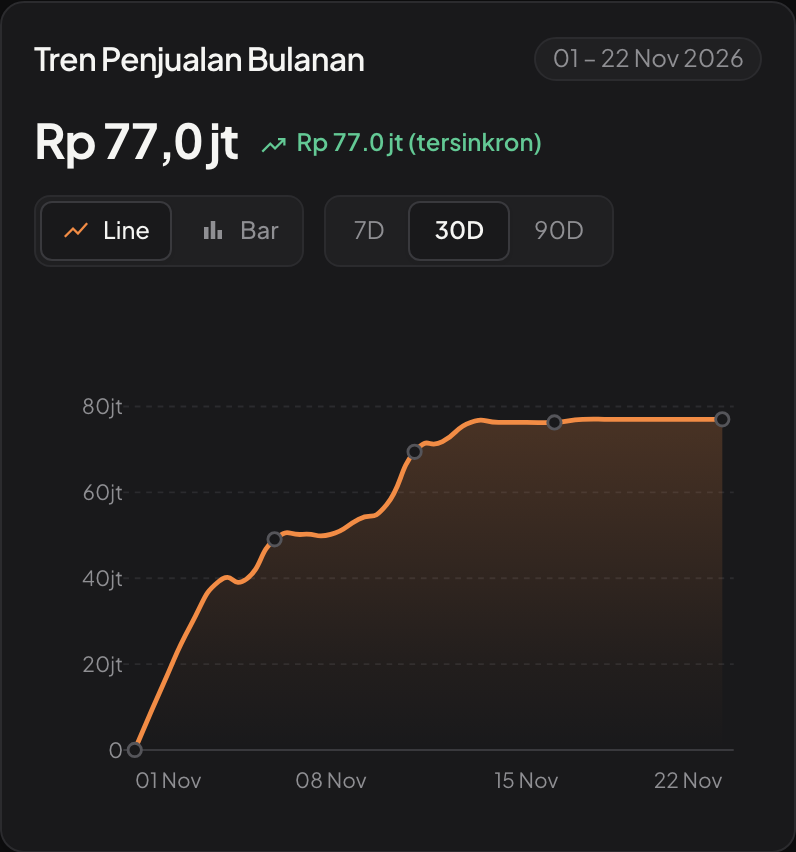 Tren Penjualan Bulanan
01 – 22 Nov 2026
Rp 77,0 jt
Rp 77.0 jt (tersinkron)
Line
Bar
7D
30D
90D
80jt
60jt
40jt
20jt
0
01 Nov
08 Nov
15 Nov
22 Nov